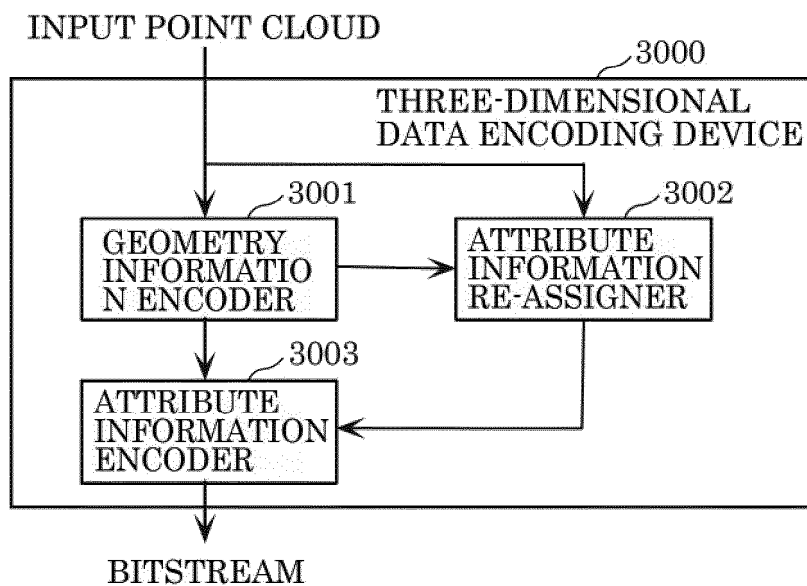 INPUT POINT CLOUD
3000
THREE-DIMENSIONAL
DATA ENCODING DEVICE
3001
GEOMETRY
INFORMATIO
N ENCODER
3002
ATTRIBUTE
INFORMATION
RE-ASSIGNER
3003
ATTRIBUTE
INFORMATION
ENCODER
BITSTREAM